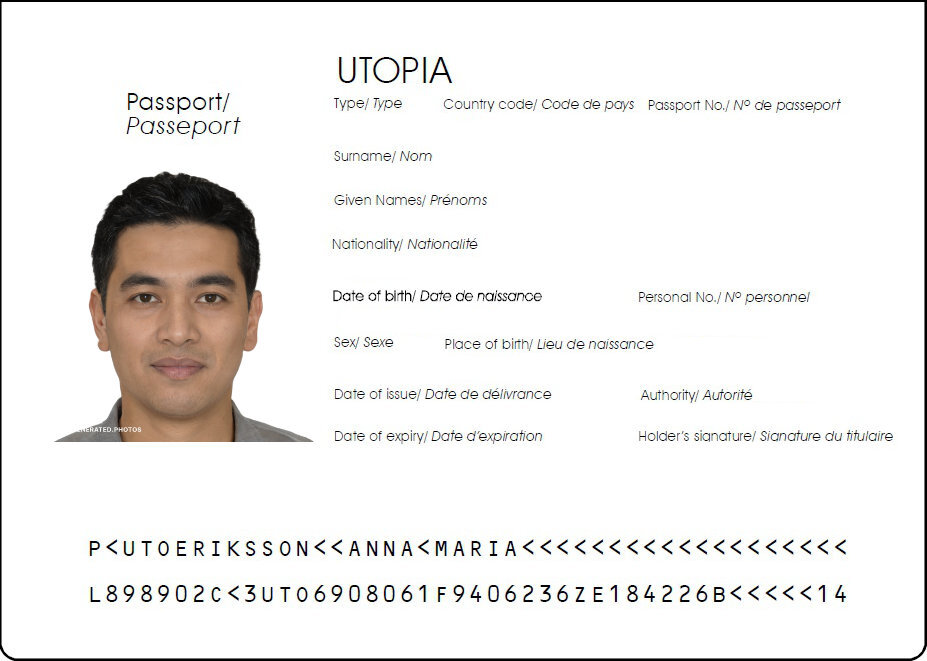 UTOPIA
Passport/
Passeport
Type/ Type Country code/ Code de pays Passport No./ Nº de passeport
Surname/ Nom
Given Names/ Prénoms
Nationality/ Nationalité
Date of birth/ Date de naissance Personal No./ Nº personnel
Sex/ Sexe Place of birth/ Lieu de naissance
Date of issue/ Date de délivrance Authority/ Autorité
Date of expiry/ Date d'expiration Holder's signature/ Sianature du titulaire
ENERATED.PHOTOS
P<UTOERIKSSON<<ANNA<MARIA<<<<<<<<<<<<<<<<<<<
L898902C<3UTO6908061F9406236ZE184226B<<<<<14